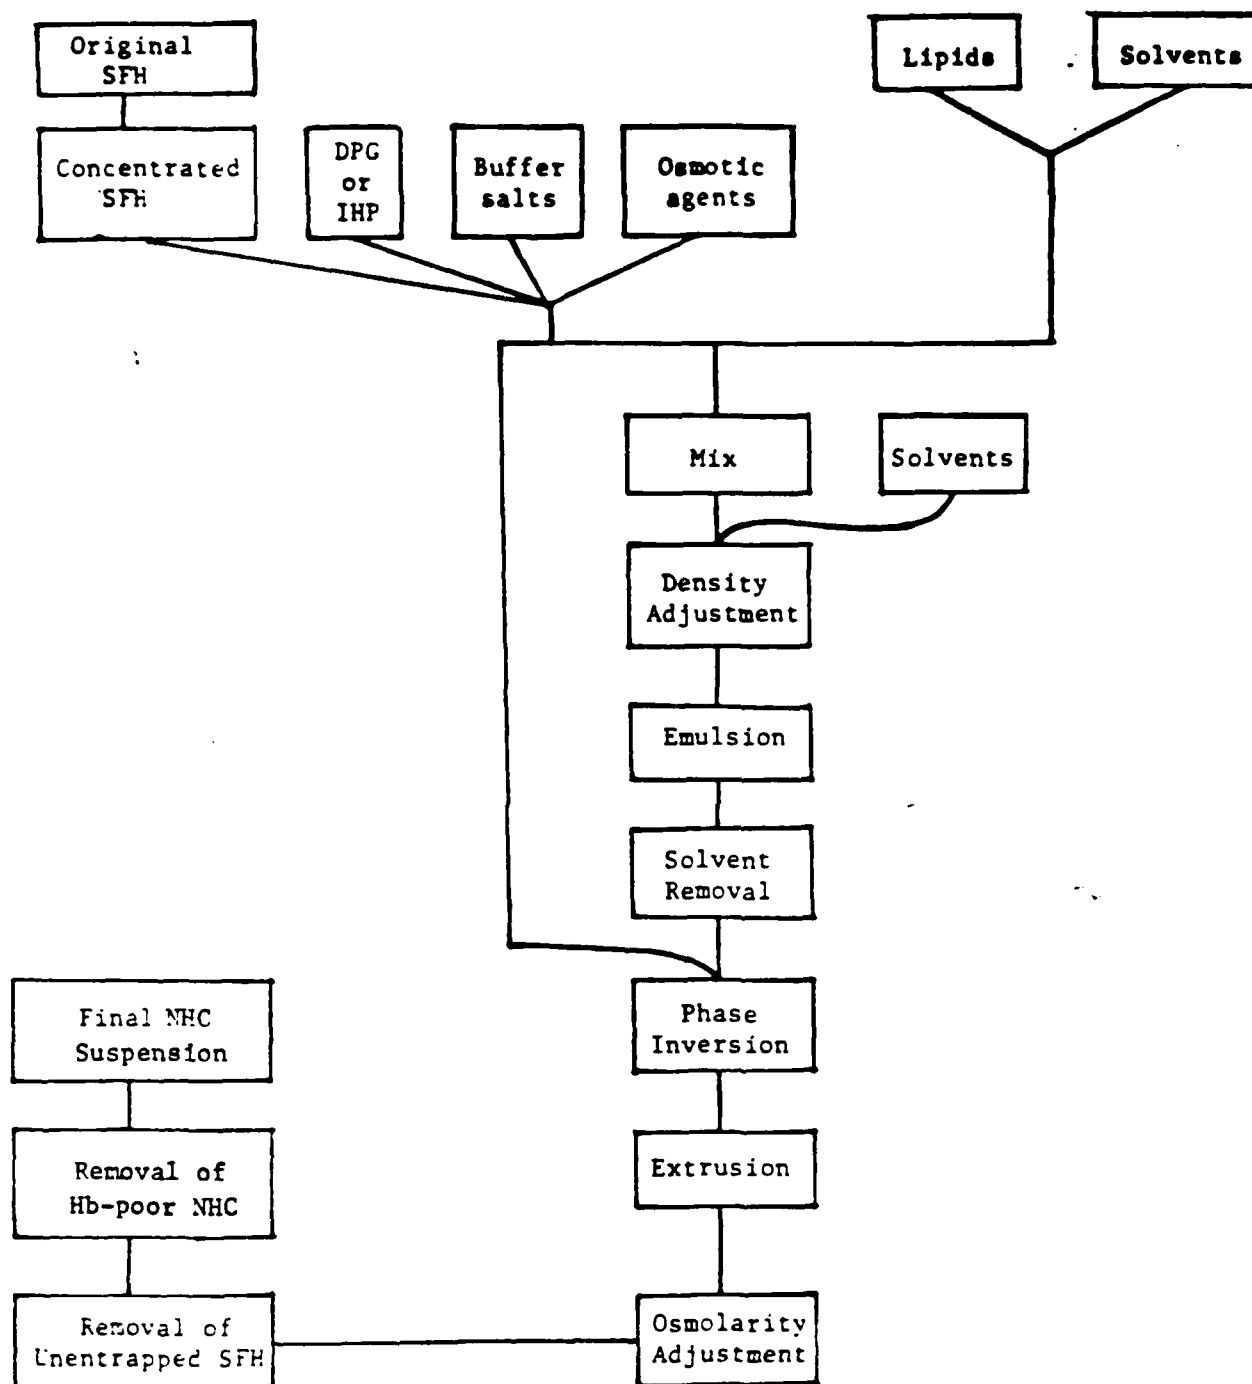 Original
SFH
Lipids
Solvents
Concentrated
SFH
DPG
or
IHP
Buffer
salts
Osmotic
agents
Mix
Solvents
Density
Adjustment
Emulsion
Solvent
Removal
Phase
Inversion
Final NHC
Suspension
Extrusion
Removal of
Hb-poor NHC
Osmolarity
Adjustment
Removal of
Unentrapped SFH